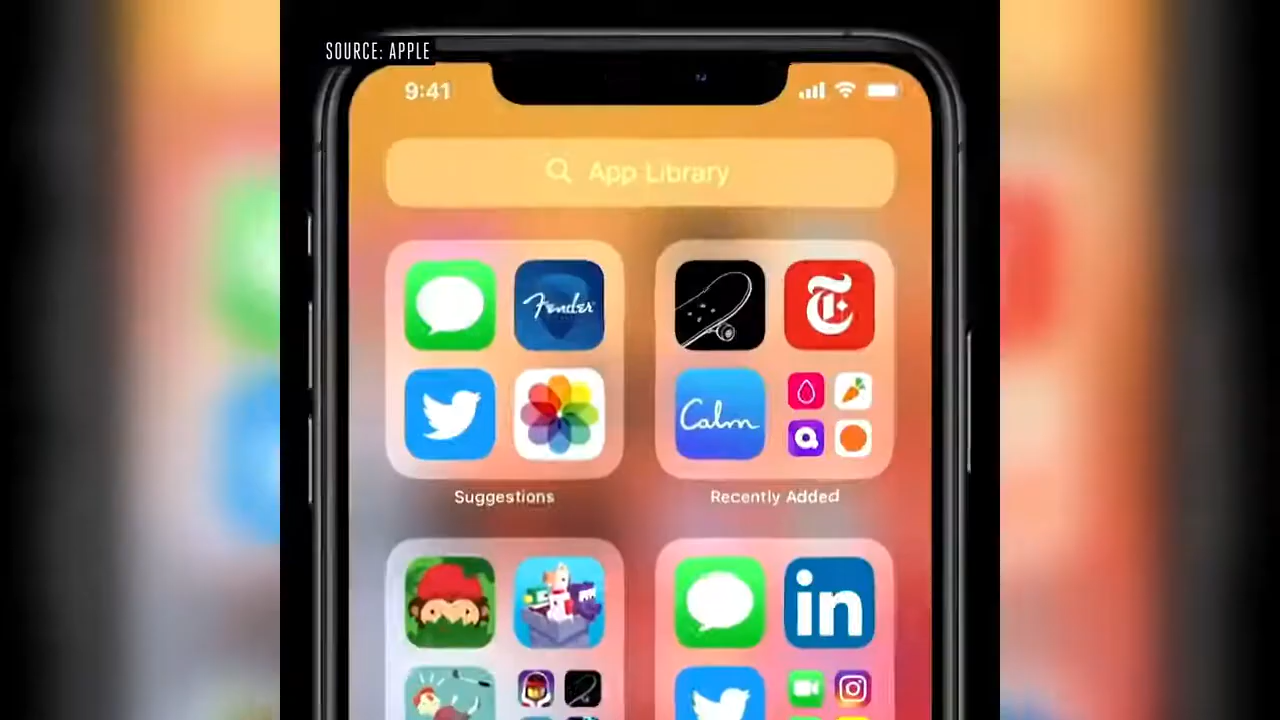 SOURCE: APPLE
9:41
App Library
Fender
Calm
in
Suggestions
Recently Added